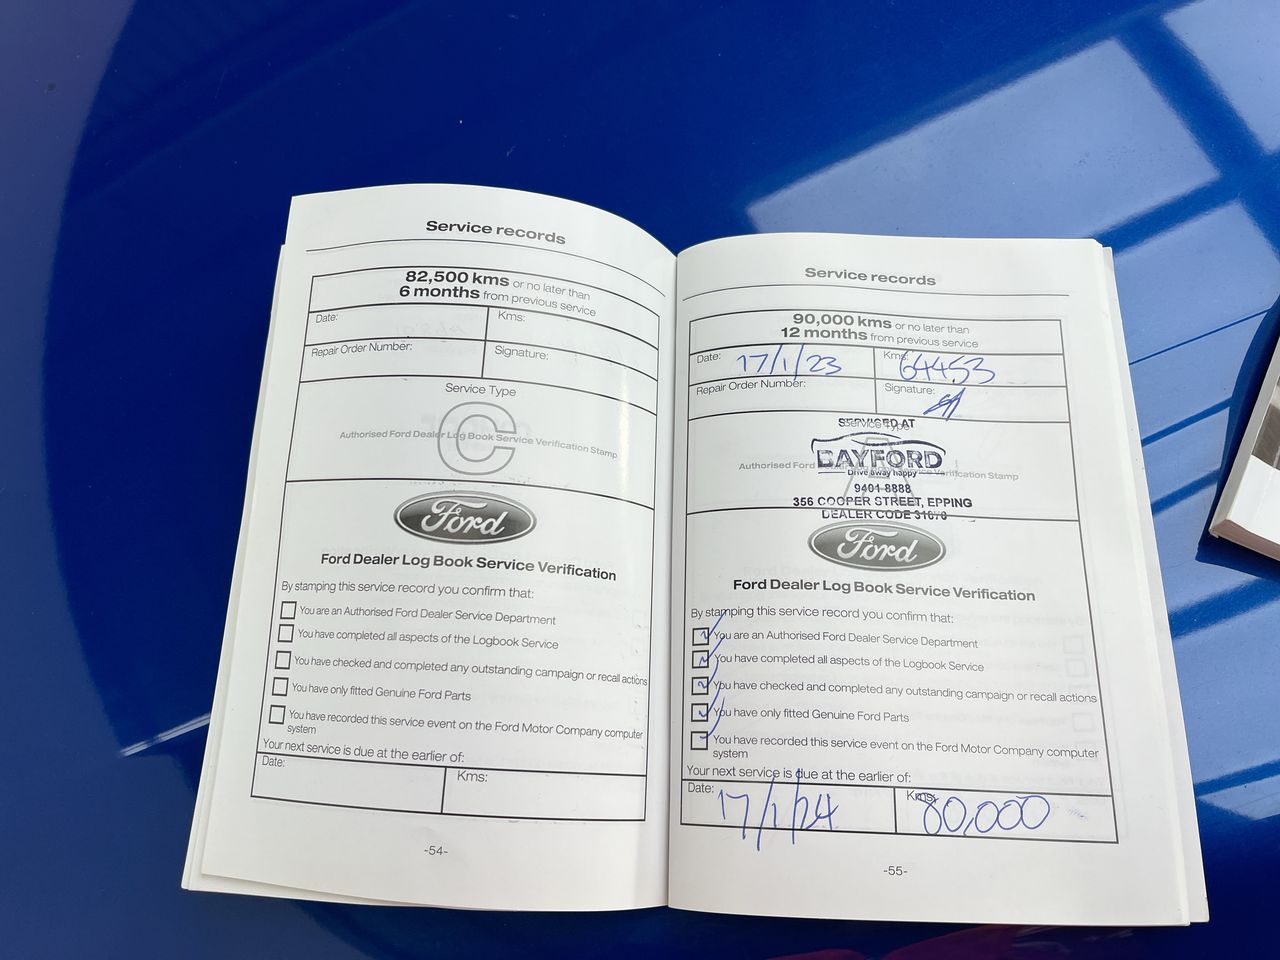 Service records
82,500 kms or no later than
6 months from previous service
Date:
Kms:
Repair Order Number:
Signature:
Service Type
C
Authorised Ford Dealer Log Book Service Verification Stamp
Ford
Ford Dealer Log Book Service Verification
By stamping this service record you confirm that:
You are an Authorised Ford Dealer Service Department
You have completed all aspects of the Logbook Service
You have checked and completed any outstanding campaign or recall actions
You have only fitted Genuine Ford Parts
You have recorded this service event on the Ford Motor Company computer
system
Your next service is due at the earlier of:
Date:
Kms:
-54-
Service records
90,000 kms or no later than
12 months from previous service
Date: 17/1/23
Kms: 64453
Repair Order Number:
Signature:
Service Type
SERVICED AT
A
BAYFORD
Drive away happy
Authorised Ford Verification Stamp
9401 8888
356 COOPER STREET, EPPING
DEALER CODE
Ford
Ford Dealer Log Book Service Verification
By stamping this service record you confirm that:
You are an Authorised Ford Dealer Service Department
You have completed all aspects of the Logbook Service
You have checked and completed any outstanding campaign or recall actions
You have only fitted Genuine Ford Parts
You have recorded this service event on the Ford Motor Company computer
system
Your next service is due at the earlier of:
Date: 17/1/24
Kms: 80,000
-55-